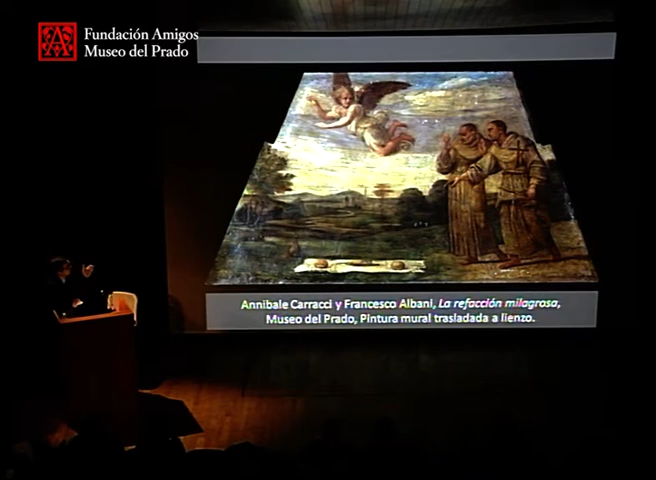 Fundación Amigos
Museo del Prado
Annibale Carracci y Francesco Albani, La refacción milagrosa,
Museo del Prado, Pintura mural trasladada a lienzo.